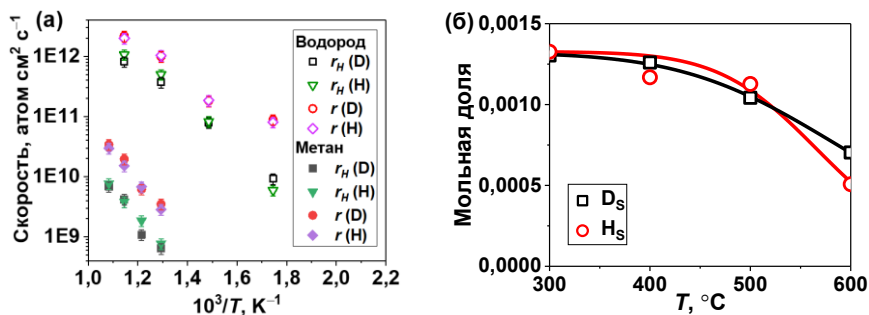 (а)
Скорость, атом см² с⁻¹
1E12
1E11
1E10
1E9
1,0 1,2 1,4 1,6 1,8 2,0 2,2
10³/T, K⁻¹
Водород
r_H (D)
r_H (H)
r (D)
r (H)
Метан
r_H (D)
r_H (H)
r (D)
r (H)
(б)
Мольная доля
0,0015
0,0010
0,0005
0,0000
300 400 500 600
T, °C
D_S
H_S